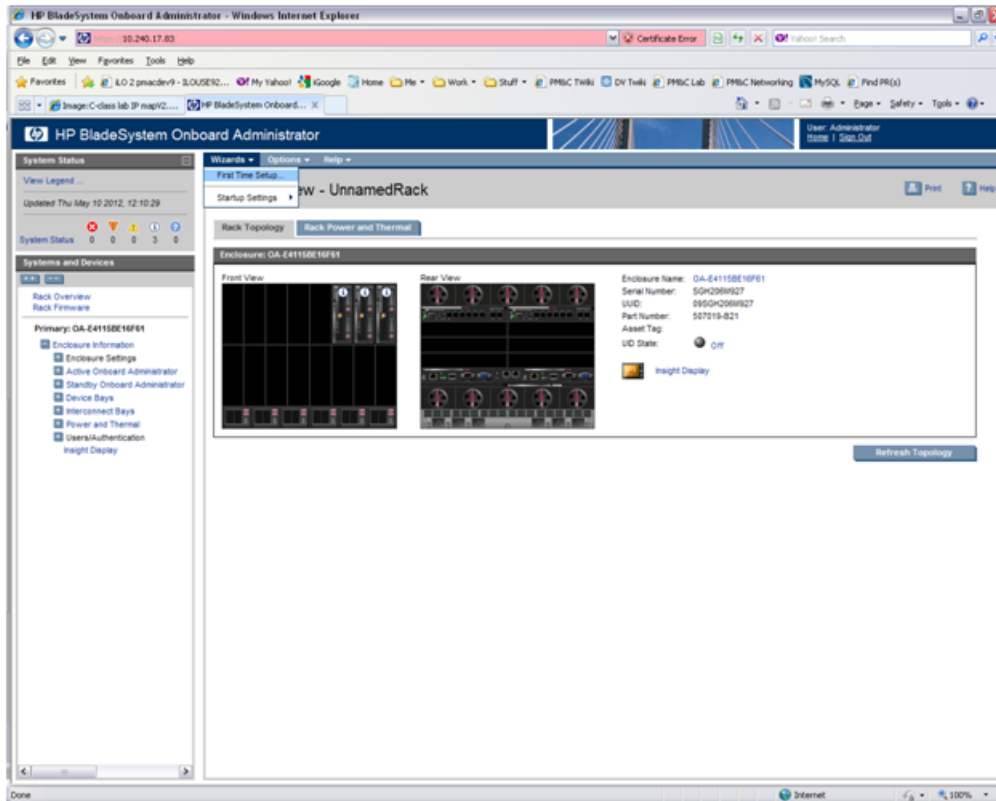 HP BladeSystem Onboard Administrator - Windows Internet Explorer
10.240.17.83
Certificate Error
Yahoo! Search
File Edit View Favorites Tools Help
Favorites iLO 2 pmacdev9 - ILOUSE92... My Yahoo! iGoogle Home Me Work Stuff PM&C TWiki DV Twiki PM&C Lab PM&C Networking MySQL Find PR(s)
Image:C-class lab IP mapV2.... HP BladeSystem Onboard... X
Page Safety Tools
HP BladeSystem Onboard Administrator
User: Administrator
Home | Sign Out
System Status
Wizards Options Help
View Legend ...
First Time Setup...
Startup Settings
ew - UnnamedRack
Print Help
Updated Thu May 10 2012, 12:10:29
System Status 0 0 0 3 0
Rack Topology Rack Power and Thermal
Systems and Devices
Rack Overview
Rack Firmware
Primary: OA-E4115BE16F61
Enclosure Information
Enclosure Settings
Active Onboard Administrator
Standby Onboard Administrator
Device Bays
Interconnect Bays
Power and Thermal
Users/Authentication
Insight Display
Enclosure: OA-E4115BE16F61
Front View
Rear View
Enclosure Name: OA-E4115BE16F61
Serial Number: SGH206M927
UUID: 09SGH206M927
Part Number: 507019-B21
Asset Tag:
UID State: Off
Insight Display
Refresh Topology
Done
Internet
100%